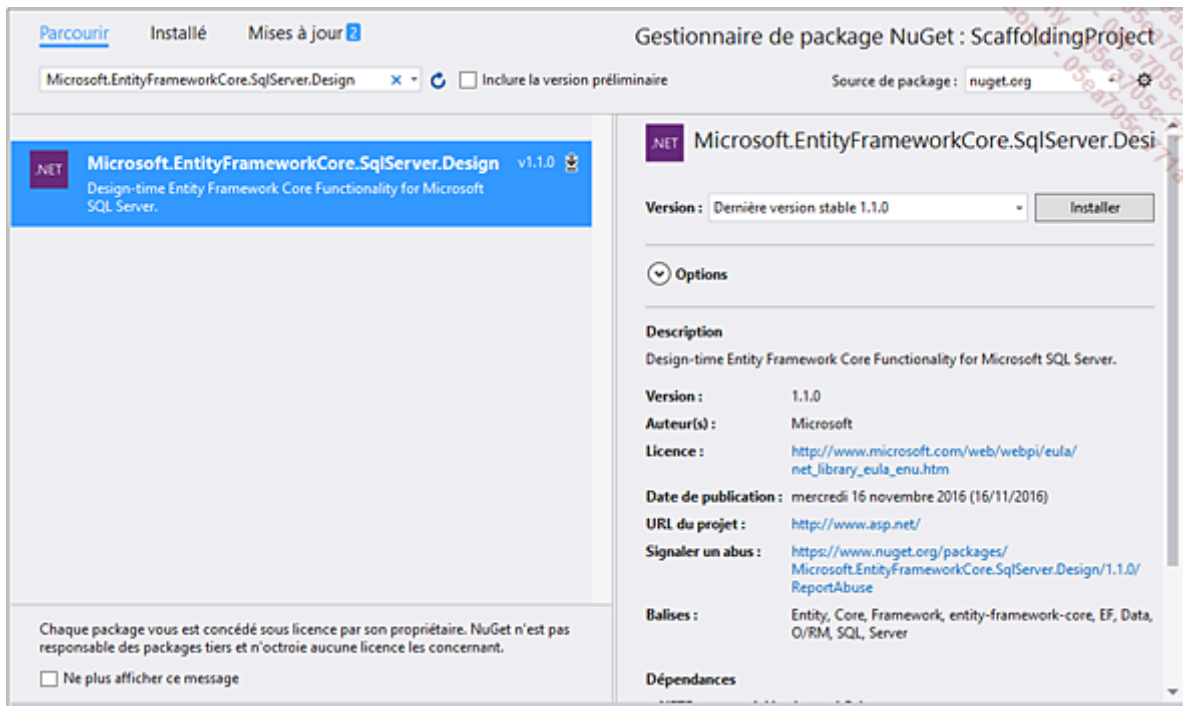 Parcourir Installé Mises à jour 2
Gestionnaire de package NuGet : ScaffoldingProject
Microsoft.EntityFrameworkCore.SqlServer.Design
Inclure la version préliminaire
Source de package : nuget.org
.NET
Microsoft.EntityFrameworkCore.SqlServer.Design v1.1.0
Design-time Entity Framework Core Functionality for Microsoft
SQL Server.
Chaque package vous est concédé sous licence par son propriétaire. NuGet n'est pas
responsable des packages tiers et n'octroie aucune licence les concernant.
Ne plus afficher ce message
.NET Microsoft.EntityFrameworkCore.SqlServer.Desi
Version : Dernière version stable 1.1.0 Installer
Options
Description
Design-time Entity Framework Core Functionality for Microsoft SQL Server.
Version : 1.1.0
Auteur(s) : Microsoft
Licence : http://www.microsoft.com/web/webpi/eula/
net_library_eula_enu.htm
Date de publication : mercredi 16 novembre 2016 (16/11/2016)
URL du projet : http://www.asp.net/
Signaler un abus : https://www.nuget.org/packages/
Microsoft.EntityFrameworkCore.SqlServer.Design/1.1.0/
ReportAbuse
Balises : Entity, Core, Framework, entity-framework-core, EF, Data,
O/RM, SQL, Server
Dépendances